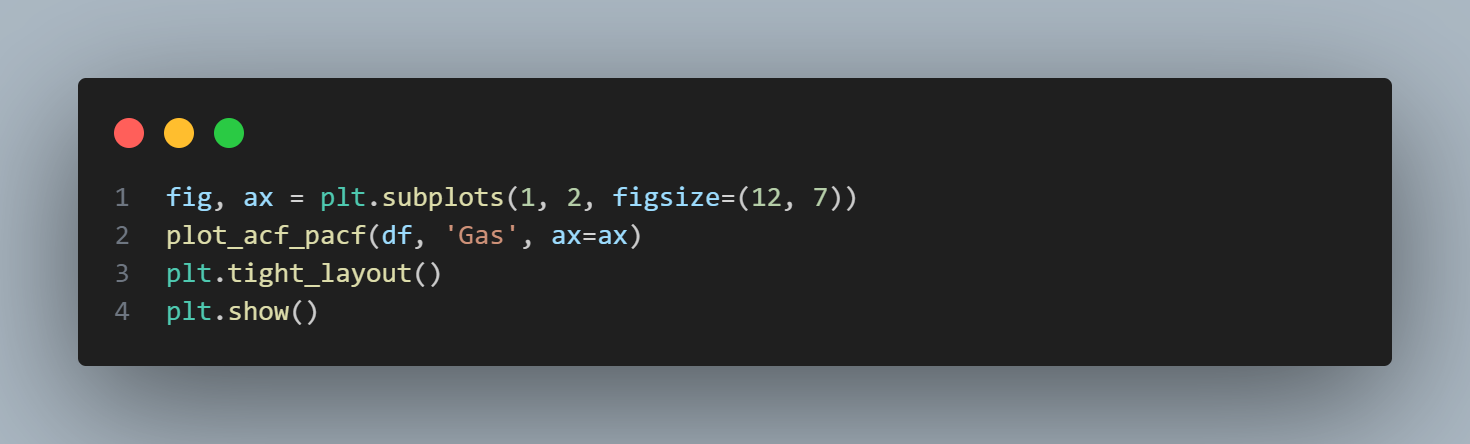 1 fig, ax = plt.subplots(1, 2, figsize=(12, 7))
2 plot_acf_pacf(df, 'Gas', ax=ax)
3 plt.tight_layout()
4 plt.show()